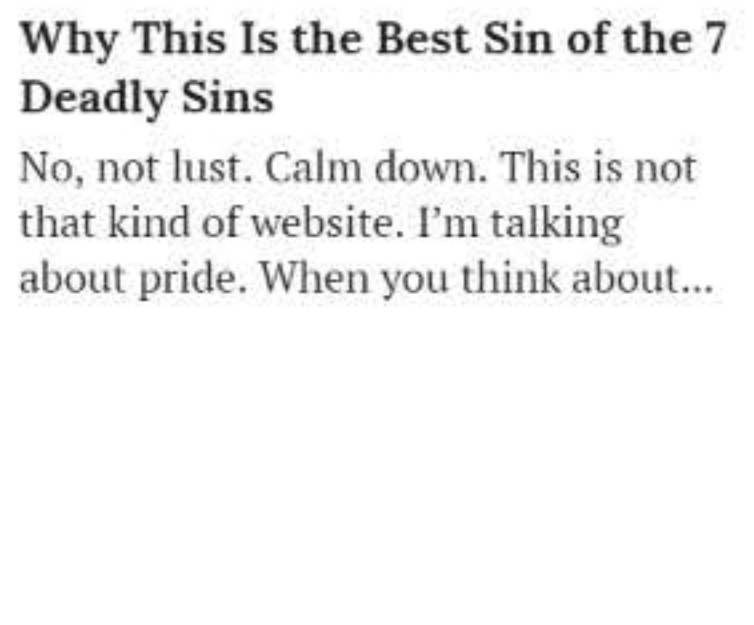 Why This Is the Best Sin of the 7
Deadly Sins
No, not lust. Calm down. This is not
that kind of website. I’m talking
about pride. When you think about...